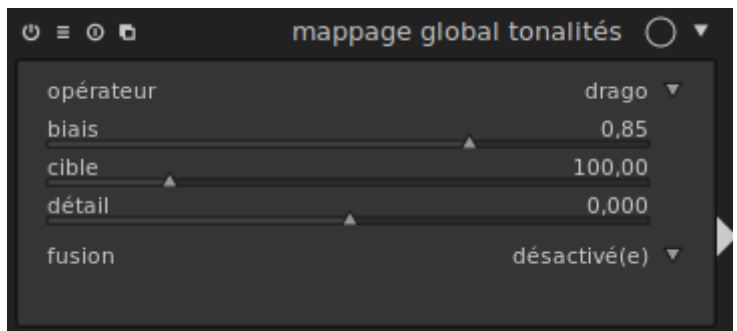 mappage global tonalités
opérateur drago
biais 0,85
cible 100,00
détail 0,000
fusion désactivé(e)